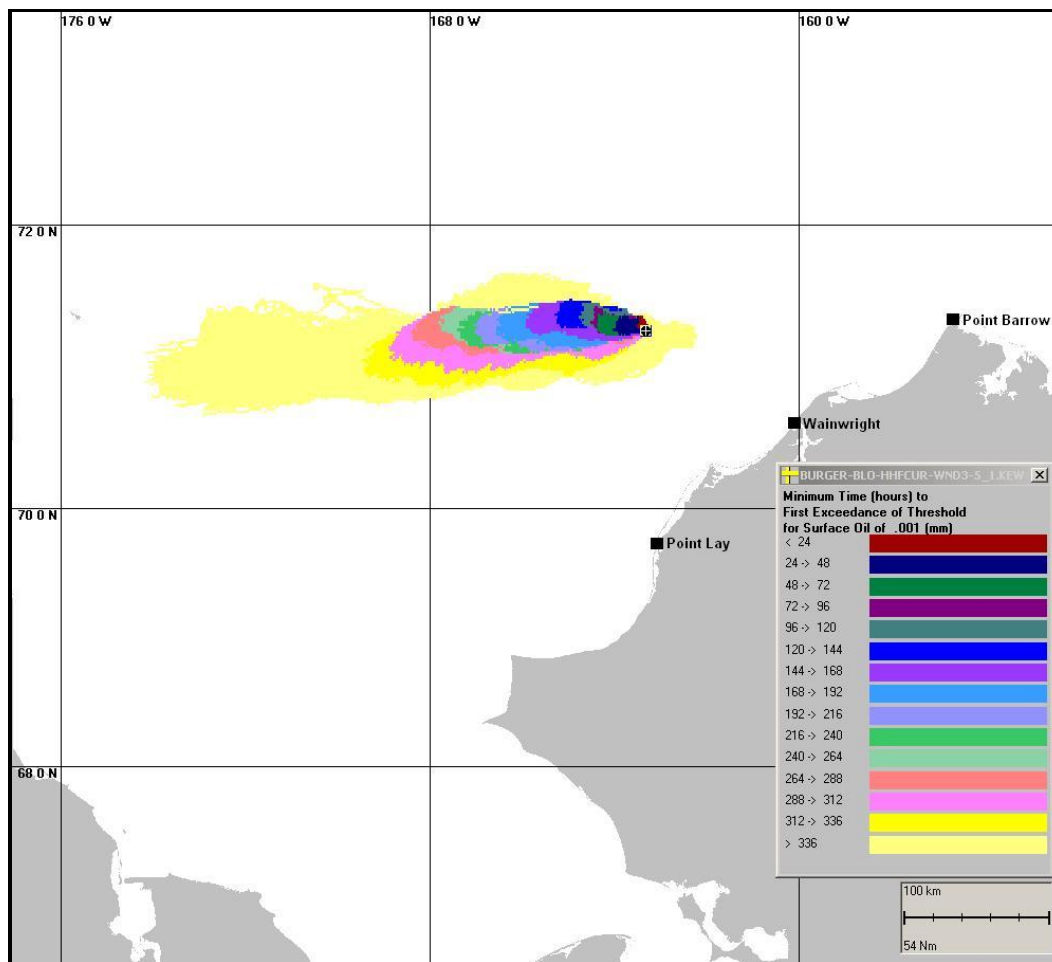 176 0 W
168 0 W
160 0 W
72 0 N
Point Barrow
Wainwright
BURGER-BLO-HHFCUR-WND3-5_1.KEW
Minimum Time (hours) to
First Exceedance of Threshold
for Surface Oil of .001 (mm)
< 24
24 -> 48
48 -> 72
72 -> 96
96 -> 120
120 -> 144
144 -> 168
168 -> 192
192 -> 216
216 -> 240
240 -> 264
264 -> 288
288 -> 312
312 -> 336
> 336
70 0 N
Point Lay
68 0 N
100 km
54 Nm